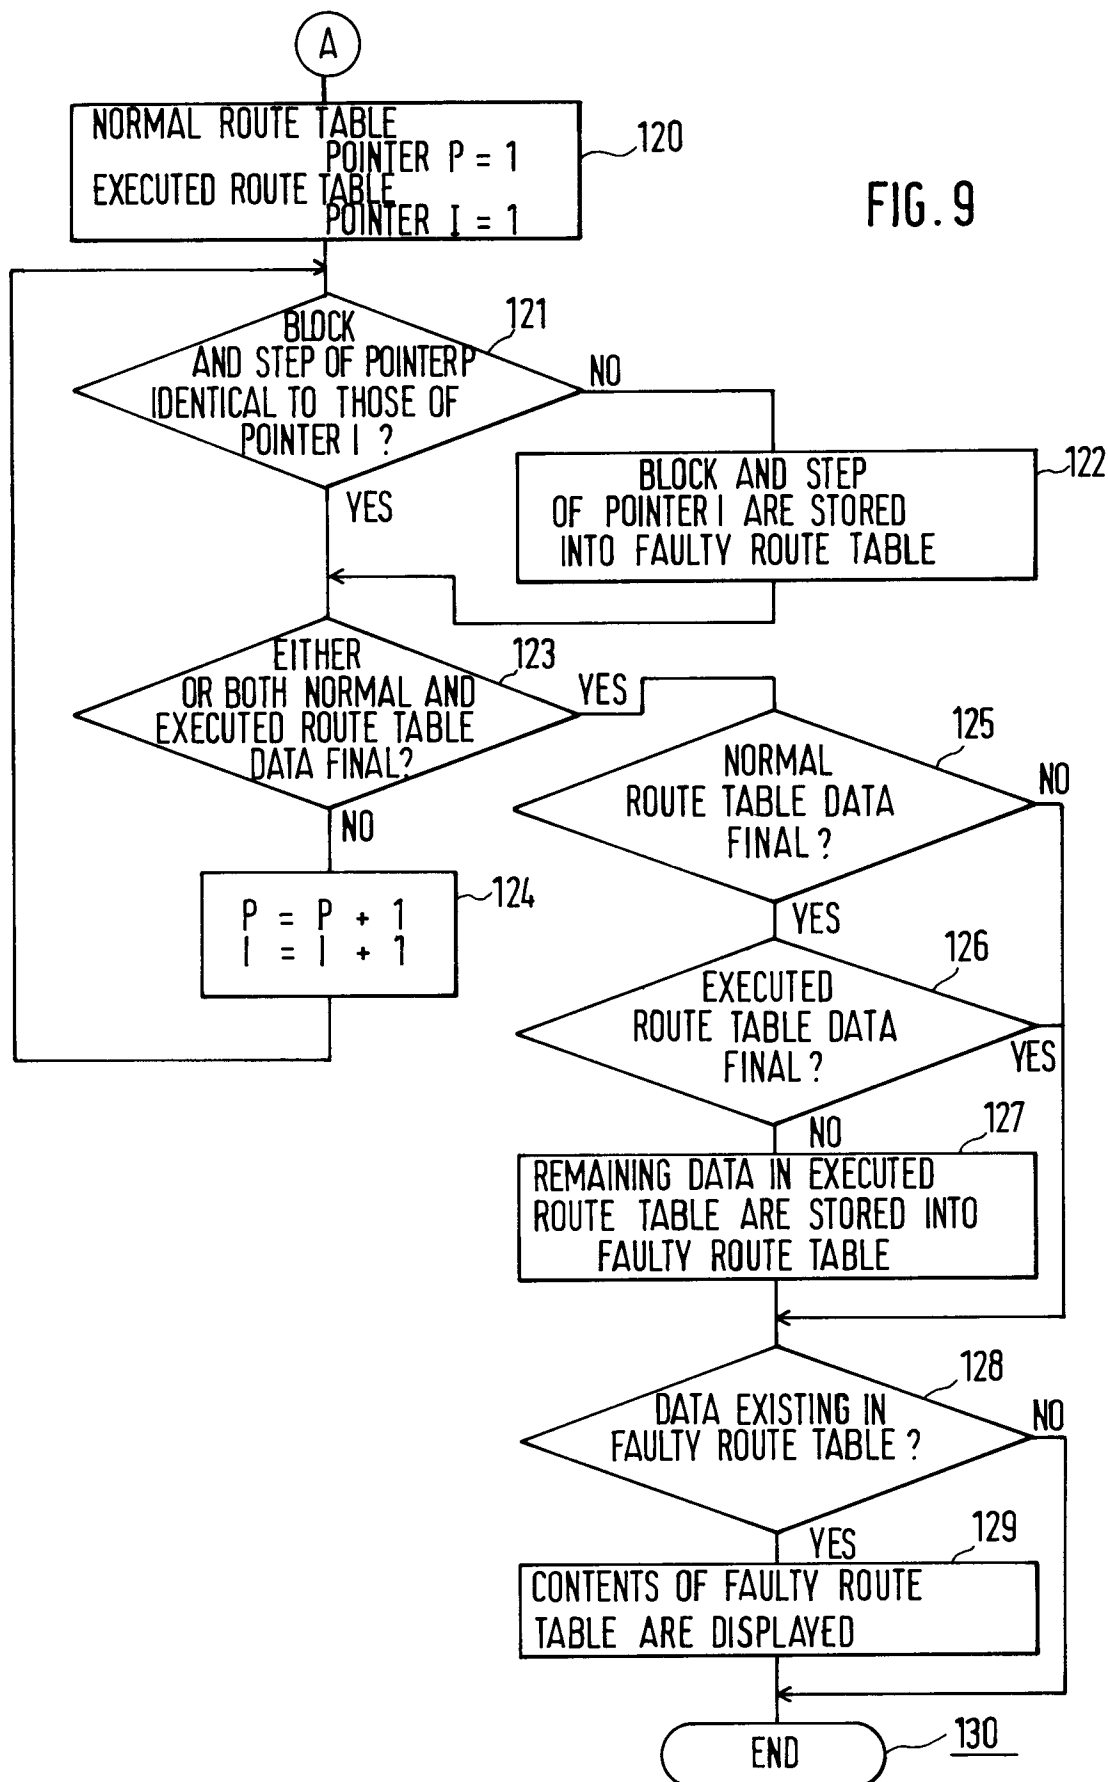 A
NORMAL ROUTE TABLE
POINTER P = 1
EXECUTED ROUTE TABLE
POINTER I = 1
120
FIG. 9
BLOCK
AND STEP OF POINTER P
IDENTICAL TO THOSE OF
POINTER I ?
121
NO
YES
BLOCK AND STEP
OF POINTER I ARE STORED
INTO FAULTY ROUTE TABLE
122
EITHER
OR BOTH NORMAL AND
EXECUTED ROUTE TABLE
DATA FINAL?
123
YES
NO
P = P + 1
I = I + 1
124
NORMAL
ROUTE TABLE DATA
FINAL ?
125
NO
YES
EXECUTED
ROUTE TABLE DATA
FINAL ?
126
YES
NO
REMAINING DATA IN EXECUTED
ROUTE TABLE ARE STORED INTO
FAULTY ROUTE TABLE
127
DATA EXISTING IN
FAULTY ROUTE TABLE ?
128
NO
YES
CONTENTS OF FAULTY ROUTE
TABLE ARE DISPLAYED
129
END
130